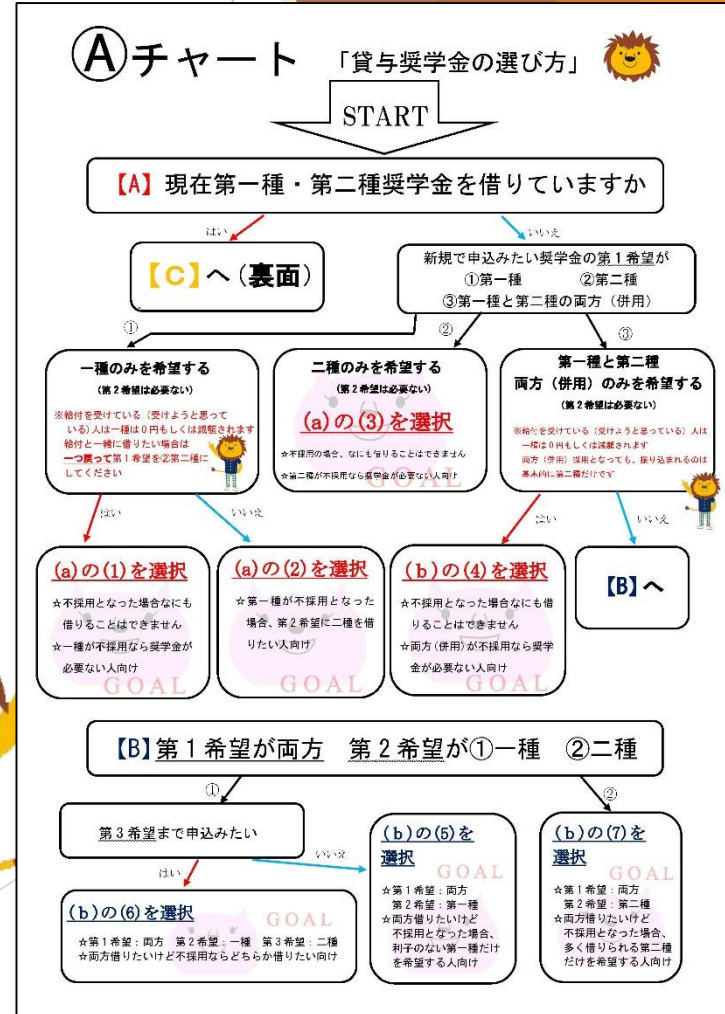 Ⓐチャート 「貸与奨学金の選び方」
START
【A】現在第一種・第二種奨学金を借りていますか
はい
いいえ
【C】へ(裏面)
新規で申込みたい奨学金の第1希望が
①第一種 ②第二種
③第一種と第二種の両方（併用）
①
②
③
一種のみを希望する
(第2希望は必要ない)
※給付を受けている（受けようと思って
いる)人は一種は0円もしくは減額されます
給付と一緒に借りたい場合は
一つ戻って第1希望を②第二種に
してください
二種のみを希望する
(第2希望は必要ない)
(a)の(3)を選択
☆不採用の場合、なにも借りることはできません
☆第二種が不採用なら奨学金が必要ない人向け
GOAL
第一種と第二種
両方（併用）のみを希望する
(第2希望は必要ない)
※給付を受けている（受けようと思っている）人は
一種は0円もしくは減額されます
両方（併用）採用となっても、振り込まれるのは
基本的に第二種だけです
はい
いいえ
はい
いいえ
(a)の(1)を選択
☆不採用となった場合なにも
借りることはできません
☆一種が不採用なら奨学金が
必要ない人向け
GOAL
(a)の(2)を選択
☆第一種が不採用となった
場合、第2希望に二種を借
りたい人向け
GOAL
(b)の(4)を選択
☆不採用となった場合なにも借
りることはできません
☆両方(併用)が不採用なら奨学
金が必要ない人向け
GOAL
【B】へ
【B】第1希望が両方 第2希望が①一種 ②二種
①
②
第3希望まで申込みたい
はい
いいえ
(b)の(6)を選択
GOAL
☆第1希望：両方 第2希望：一種 第3希望：二種
☆両方借りたいけど不採用ならどちらか借りたい向け
(b)の(5)を
選択
GOAL
☆第1希望：両方
第2希望：第一種
☆両方借りたいけど
不採用となった場合、
利子のない第一種だけ
を希望する人向け
(b)の(7)を
選択
GOAL
☆第1希望：両方
第2希望：第二種
☆両方借りたいけど
不採用となった場合、
多く借りられる第二種
だけを希望する人向け